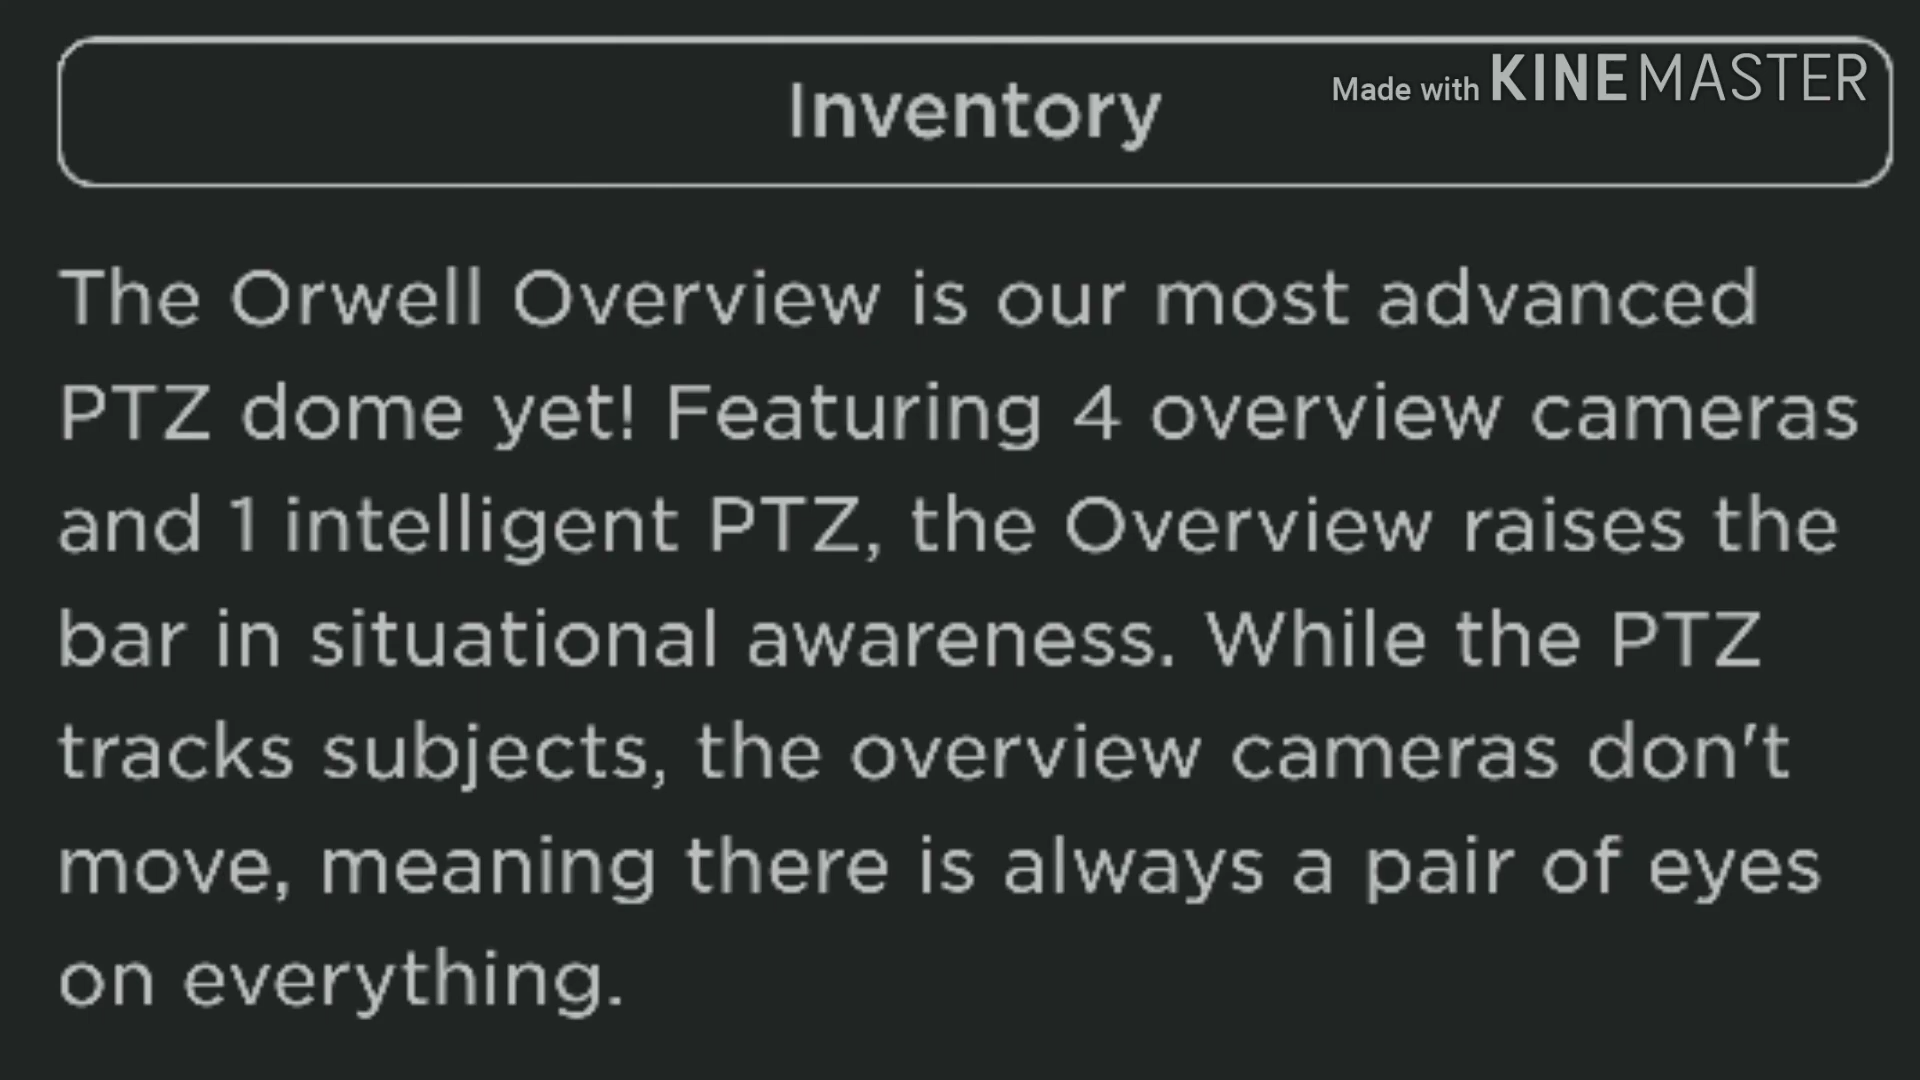 Inventory
Made with KINEMASTER
The Orwell Overview is our most advanced
PTZ dome yet! Featuring 4 overview cameras
and 1 intelligent PTZ, the Overview raises the
bar in situational awareness. While the PTZ
tracks subjects, the overview cameras don't
move, meaning there is always a pair of eyes
on everything.